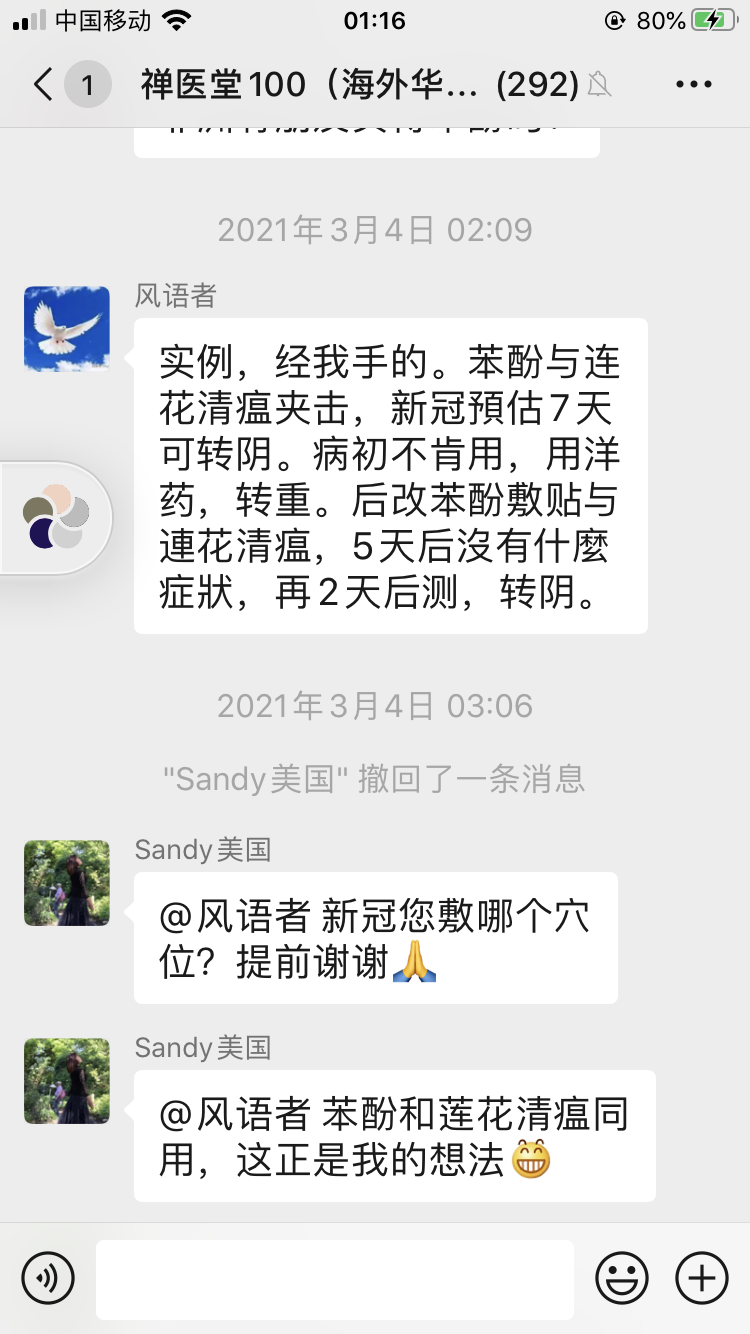 中国移动 01:16 80%
1 禅医堂100（海外华… (292)
2021年3月4日 02:09
风语者
实例，经我手的。苯酚与连
花清瘟夹击，新冠預估7天
可转阴。病初不肯用，用洋
药，转重。后改苯酚敷贴与
連花清瘟，5天后沒有什麼
症狀，再2天后测，转阴。
2021年3月4日 03:06
"Sandy美国" 撤回了一条消息
Sandy美国
@风语者 新冠您敷哪个穴
位？提前谢谢🙏
Sandy美国
@风语者 苯酚和莲花清瘟同
用，这正是我的想法😁